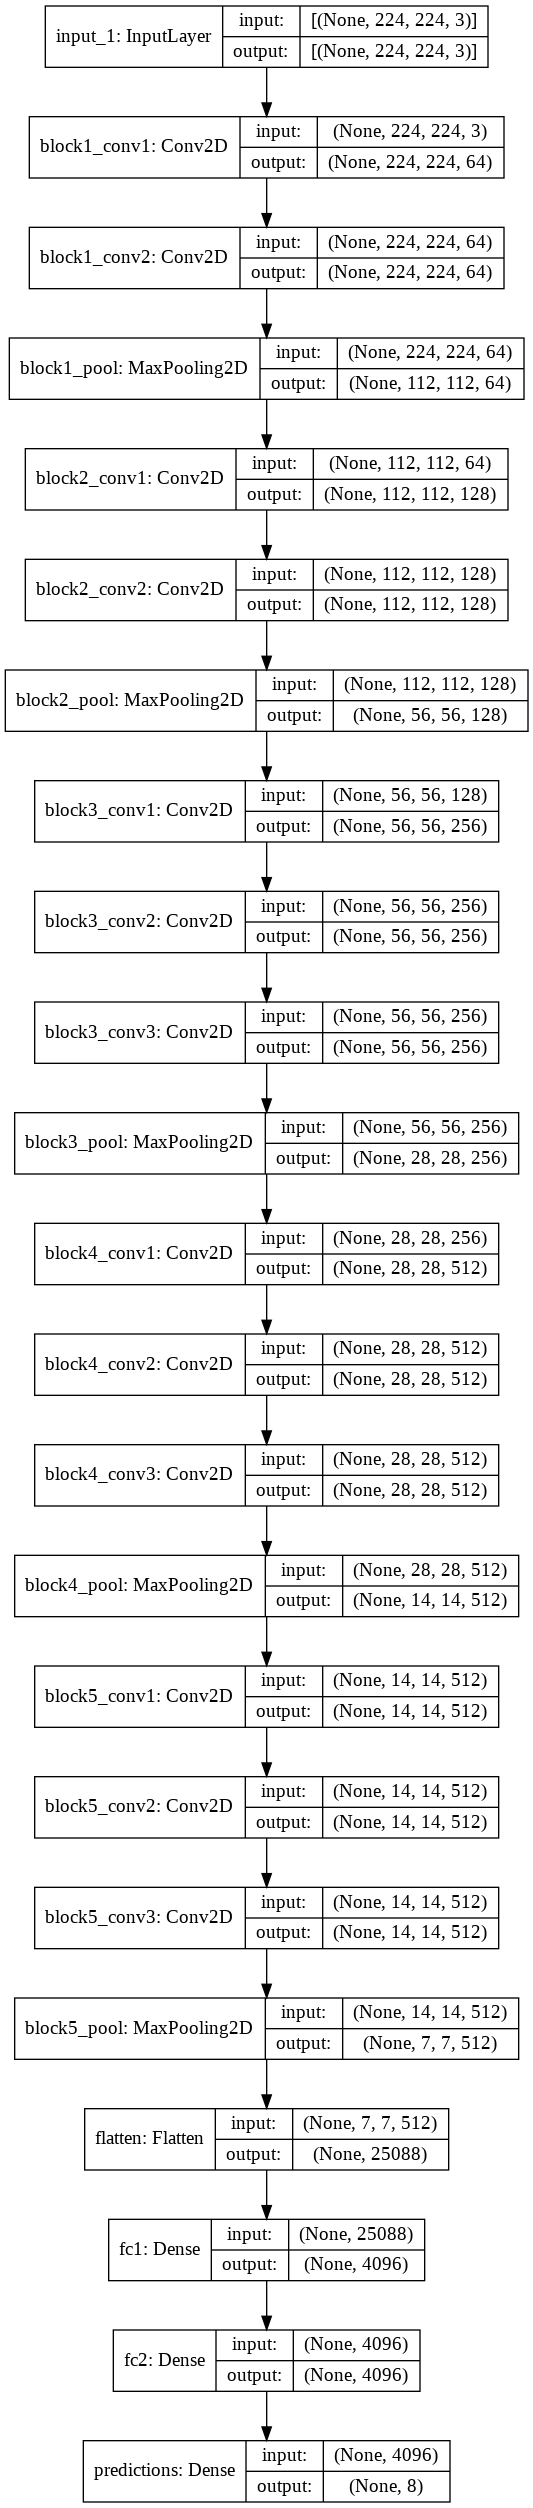 input_1: InputLayer
input: [(None, 224, 224, 3)]
output: [(None, 224, 224, 3)]
block1_conv1: Conv2D
input: (None, 224, 224, 3)
output: (None, 224, 224, 64)
block1_conv2: Conv2D
input: (None, 224, 224, 64)
output: (None, 224, 224, 64)
block1_pool: MaxPooling2D
input: (None, 224, 224, 64)
output: (None, 112, 112, 64)
block2_conv1: Conv2D
input: (None, 112, 112, 64)
output: (None, 112, 112, 128)
block2_conv2: Conv2D
input: (None, 112, 112, 128)
output: (None, 112, 112, 128)
block2_pool: MaxPooling2D
input: (None, 112, 112, 128)
output: (None, 56, 56, 128)
block3_conv1: Conv2D
input: (None, 56, 56, 128)
output: (None, 56, 56, 256)
block3_conv2: Conv2D
input: (None, 56, 56, 256)
output: (None, 56, 56, 256)
block3_conv3: Conv2D
input: (None, 56, 56, 256)
output: (None, 56, 56, 256)
block3_pool: MaxPooling2D
input: (None, 56, 56, 256)
output: (None, 28, 28, 256)
block4_conv1: Conv2D
input: (None, 28, 28, 256)
output: (None, 28, 28, 512)
block4_conv2: Conv2D
input: (None, 28, 28, 512)
output: (None, 28, 28, 512)
block4_conv3: Conv2D
input: (None, 28, 28, 512)
output: (None, 28, 28, 512)
block4_pool: MaxPooling2D
input: (None, 28, 28, 512)
output: (None, 14, 14, 512)
block5_conv1: Conv2D
input: (None, 14, 14, 512)
output: (None, 14, 14, 512)
block5_conv2: Conv2D
input: (None, 14, 14, 512)
output: (None, 14, 14, 512)
block5_conv3: Conv2D
input: (None, 14, 14, 512)
output: (None, 14, 14, 512)
block5_pool: MaxPooling2D
input: (None, 14, 14, 512)
output: (None, 7, 7, 512)
flatten: Flatten
input: (None, 7, 7, 512)
output: (None, 25088)
fc1: Dense
input: (None, 25088)
output: (None, 4096)
fc2: Dense
input: (None, 4096)
output: (None, 4096)
predictions: Dense
input: (None, 4096)
output: (None, 8)